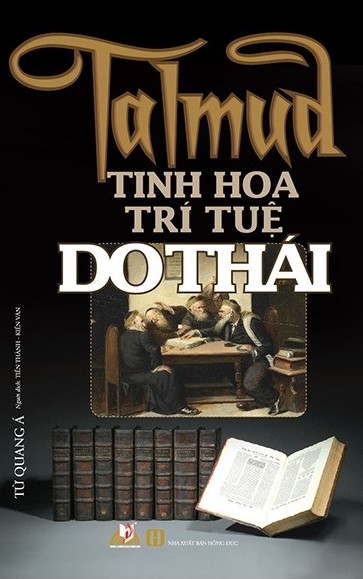 Talmud
TINH HOA
TRÍ TUỆ
DO THÁI
TỪ QUANG Á
Người dịch: TIẾN THÀNH - KIẾN VĂN
NHÀ XUẤT BẢN HỒNG ĐỨC